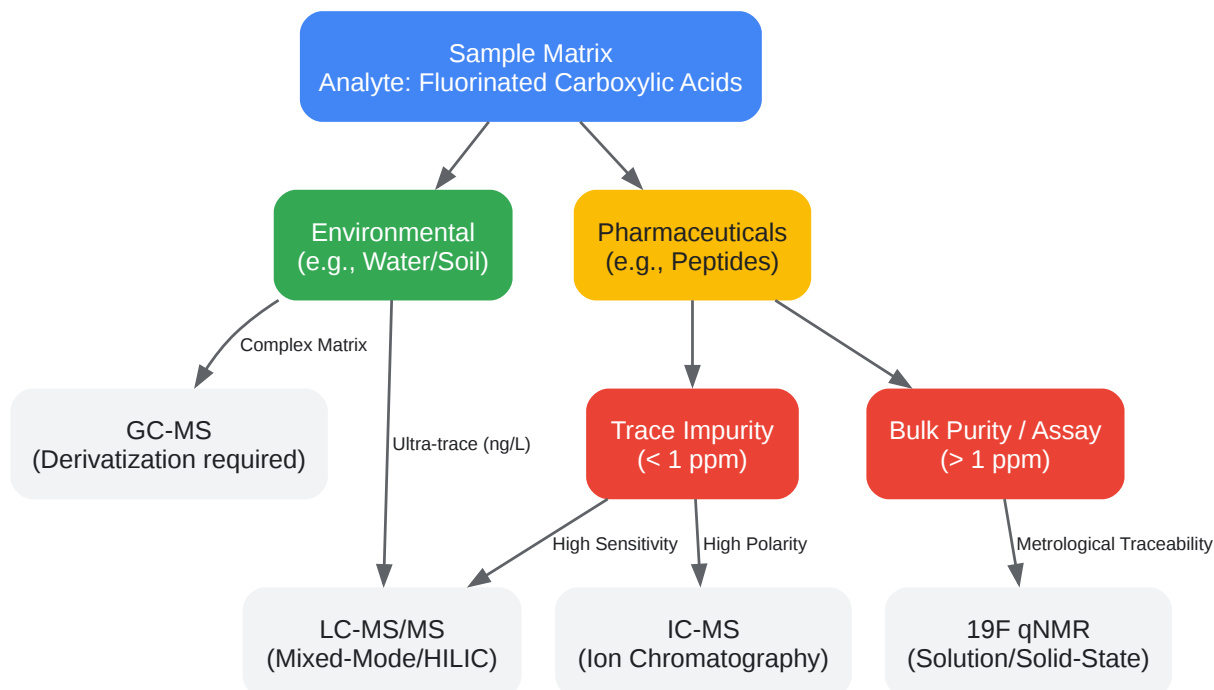 Sample Matrix
Analyte: Fluorinated Carboxylic Acids
Environmental
(e.g., Water/Soil)
Pharmaceuticals
(e.g., Peptides)
Complex Matrix
GC-MS
(Derivatization required)
Ultra-trace (ng/L)
Trace Impurity
(< 1 ppm)
Bulk Purity / Assay
(> 1 ppm)
High Sensitivity
High Polarity
Metrological Traceability
LC-MS/MS
(Mixed-Mode/HILIC)
IC-MS
(Ion Chromatography)
19F qNMR
(Solution/Solid-State)